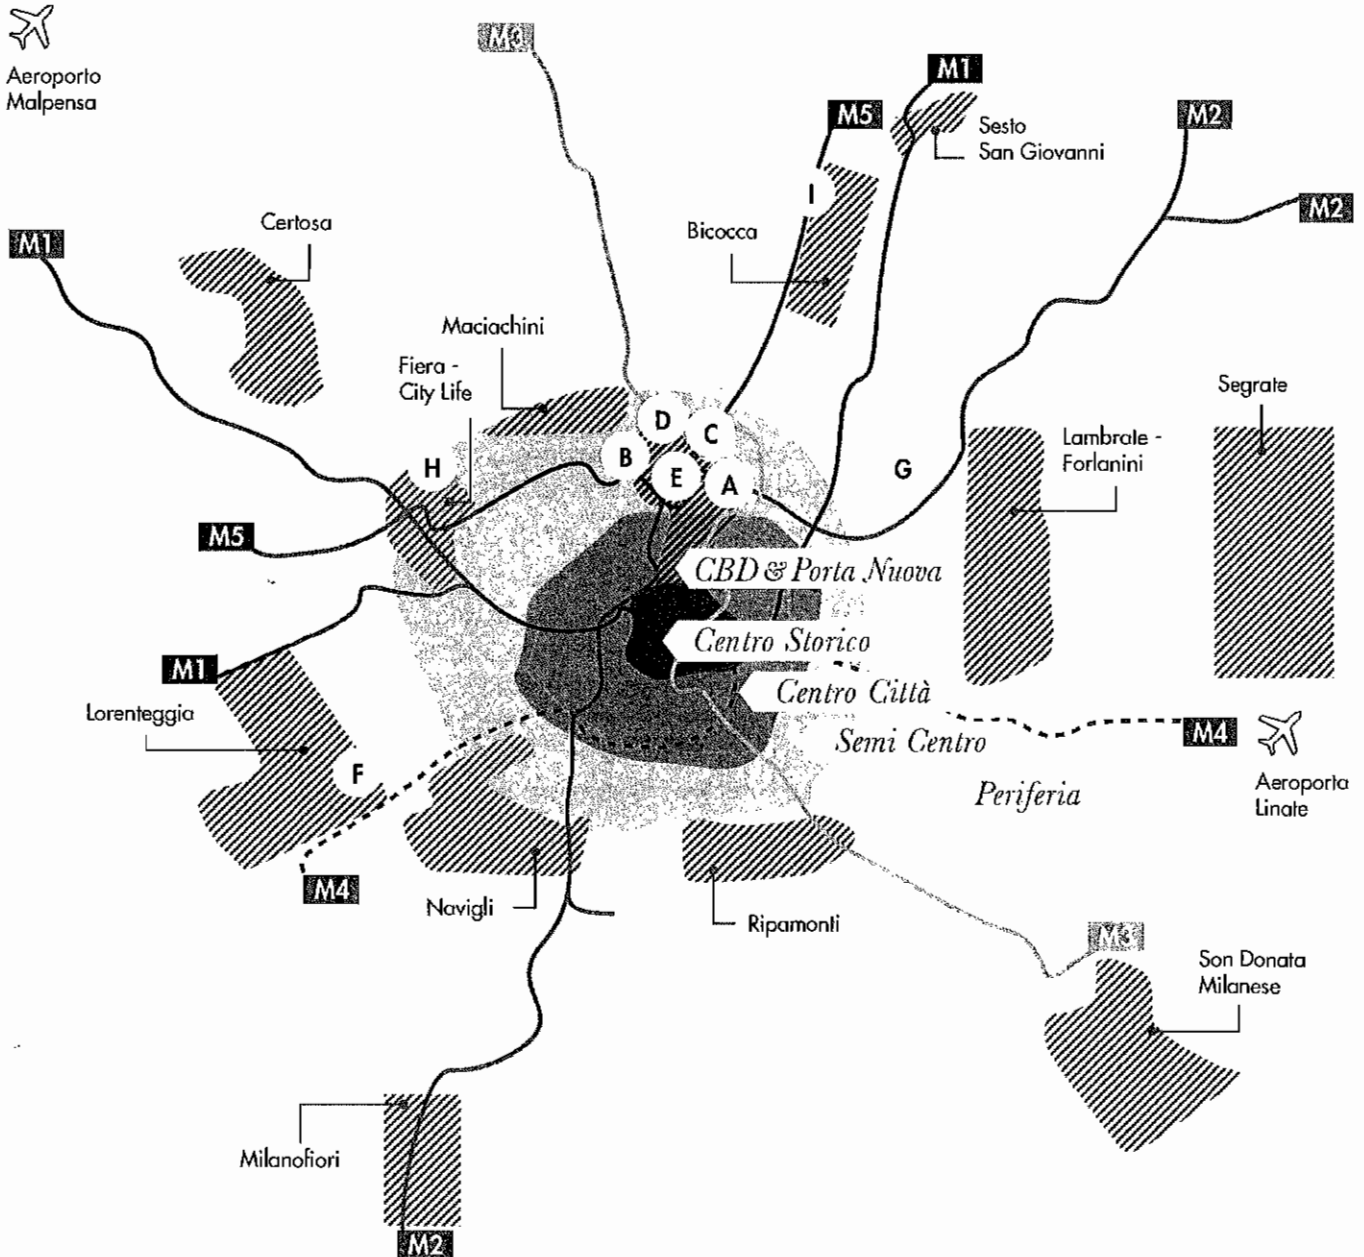 M3
Aeroporto
Malpensa
M1
M5
M2
Sesto
San Giovanni
I
M2
Certosa
M1
Bicocca
Maciachini
Fiera -
City Life
Segrate
D
C
Lambrate -
Forlanini
B
H
E
A
G
M5
CBD & Porta Nuova
Centro Storico
M1
Centro Città
Lorenteggia
Semi Centro
M4
F
Periferia
Aeroporta
Linate
M4
Navigli
Ripamonti
M3
Son Donata
Milanese
Milanofiori
M2